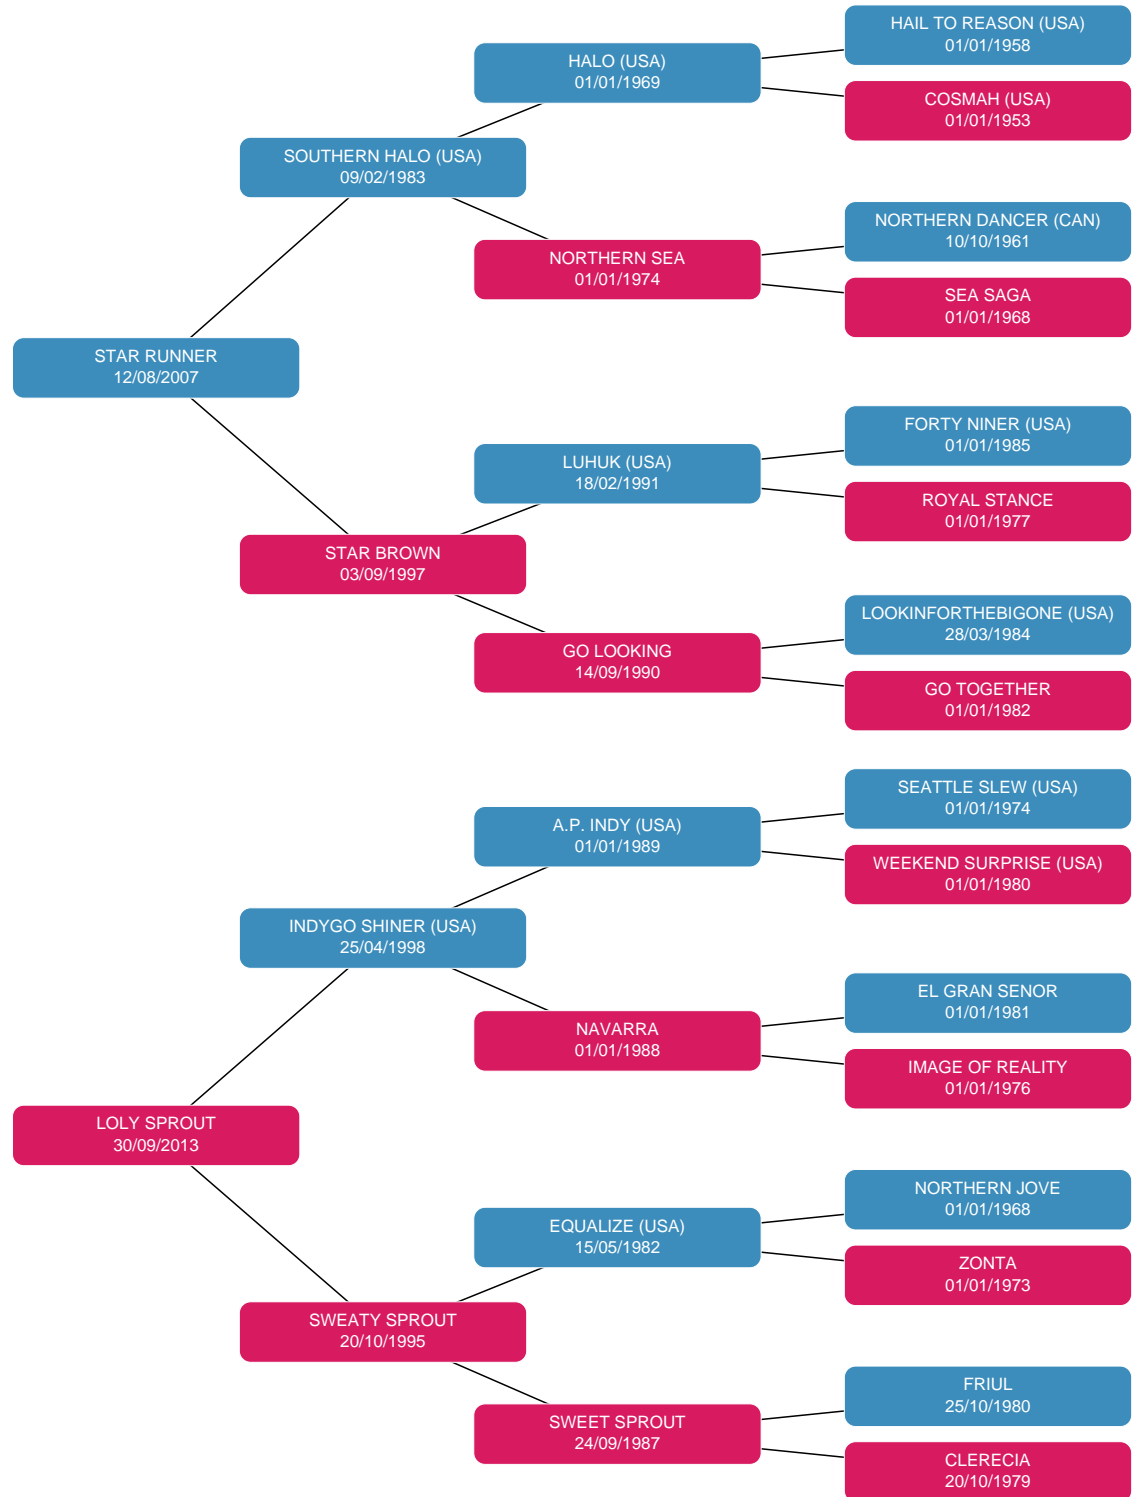 HAIL TO REASON (USA)
01/01/1958
HALO (USA)
01/01/1969
COSMAH (USA)
01/01/1953
SOUTHERN HALO (USA)
09/02/1983
NORTHERN DANCER (CAN)
10/10/1961
NORTHERN SEA
01/01/1974
SEA SAGA
01/01/1968
STAR RUNNER
12/08/2007
FORTY NINER (USA)
01/01/1985
LUHUK (USA)
18/02/1991
ROYAL STANCE
01/01/1977
STAR BROWN
03/09/1997
LOOKINFORTHEBIGONE (USA)
28/03/1984
GO LOOKING
14/09/1990
GO TOGETHER
01/01/1982
SEATTLE SLEW (USA)
01/01/1974
A.P. INDY (USA)
01/01/1989
WEEKEND SURPRISE (USA)
01/01/1980
INDYGO SHINER (USA)
25/04/1998
EL GRAN SENOR
01/01/1981
NAVARRA
01/01/1988
IMAGE OF REALITY
01/01/1976
LOLY SPROUT
30/09/2013
NORTHERN JOVE
01/01/1968
EQUALIZE (USA)
15/05/1982
ZONTA
01/01/1973
SWEATY SPROUT
20/10/1995
FRIUL
25/10/1980
SWEET SPROUT
24/09/1987
CLERECIA
20/10/1979